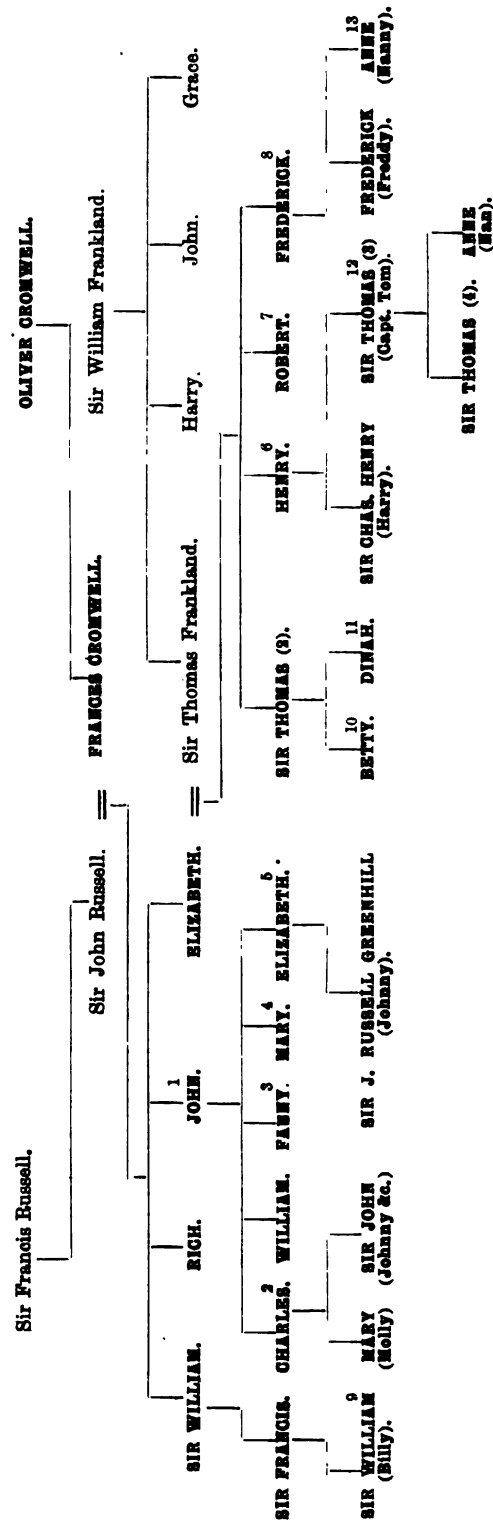 Sir Francis Russell.
OLIVER CROMWELL.
Sir John Russell. = FRANCES CROMWELL.
Sir William Frankland.
SIR WILLIAM. RICH. JOHN. 1 ELIZABETH. = Sir Thomas Frankland. Harry. John. Grace.
SIR FRANCIS. CHARLES. 2 WILLIAM. FANNY. 3 MARY. 4 ELIZABETH. 5 SIR THOMAS (2). HENRY. 6 ROBERT. 7 FREDERICK. 8
SIR WILLIAM 9 (Billy).
MARY (Molly)
SIR JOHN (Johnny &c.)
SIR J. RUSSELL GREENHILL (Johnny).
BETTY. 10 DINAH. 11
SIR CHAS. HENRY (Harry).
SIR THOMAS (3) 12 (Capt. Tom).
FREDERICK (Freddy).
ANNE 13 (Nanny).
SIR THOMAS (4). ANNE (Nan).